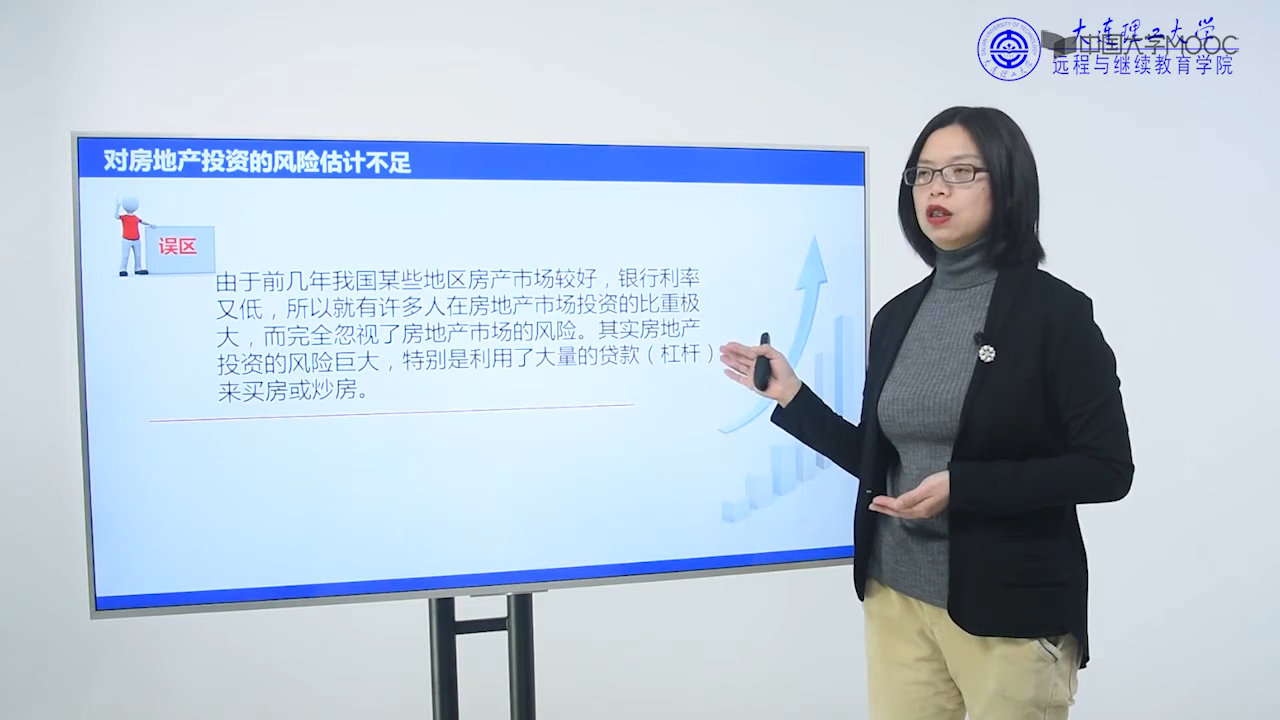 大连理工大学
中国大学MOOC
远程与继续教育学院
对房地产投资的风险估计不足
误区
由于前几年我国某些地区房产市场较好，银行利率
又低，所以就有许多人在房地产市场投资的比重极
大，而完全忽视了房地产市场的风险。其实房地产
投资的风险巨大，特别是利用了大量的贷款（杠杆）
来买房或炒房。